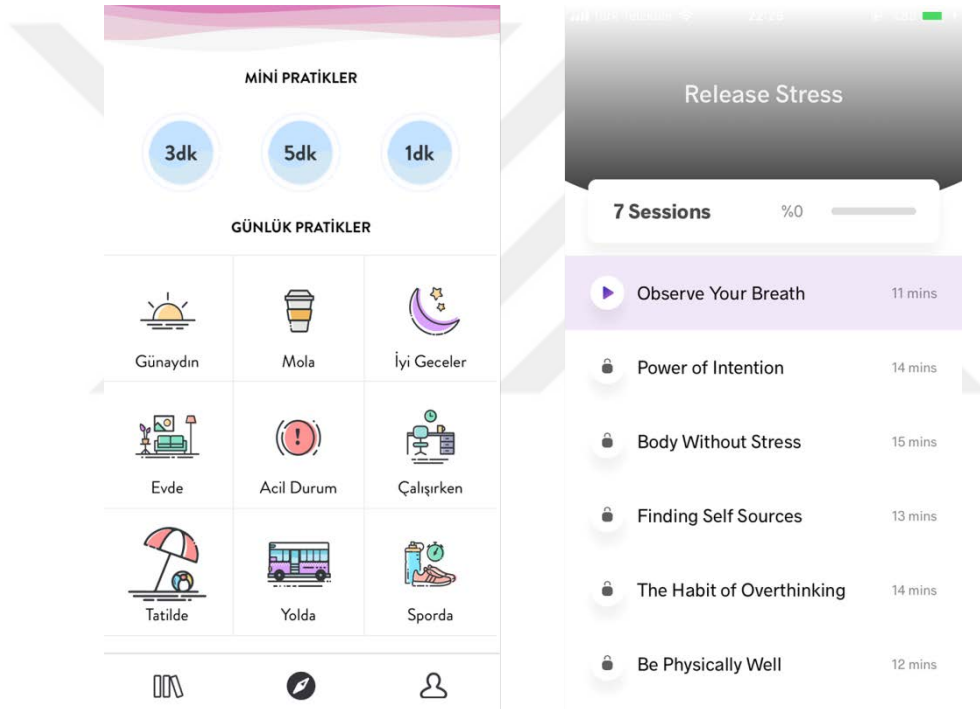 MİNİ PRATİKLER
3dk 5dk 1dk
GÜNLÜK PRATİKLER
Günaydın Mola İyi Geceler
Evde Acil Durum Çalışırken
Tatilde Yolda Sporda
22:26
Release Stress
7 Sessions %0
Observe Your Breath 11 mins
Power of Intention 14 mins
Body Without Stress 15 mins
Finding Self Sources 13 mins
The Habit of Overthinking 14 mins
Be Physically Well 12 mins